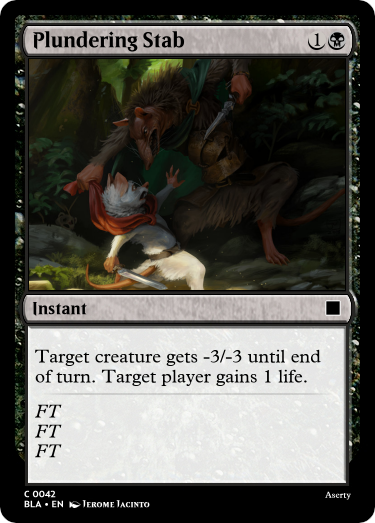 Plundering Stab 1
Instant
Target creature gets -3/-3 until end
of turn. Target player gains 1 life.
FT
FT
FT
C 0042
BLA • EN Jerome Jacinto
Aserty